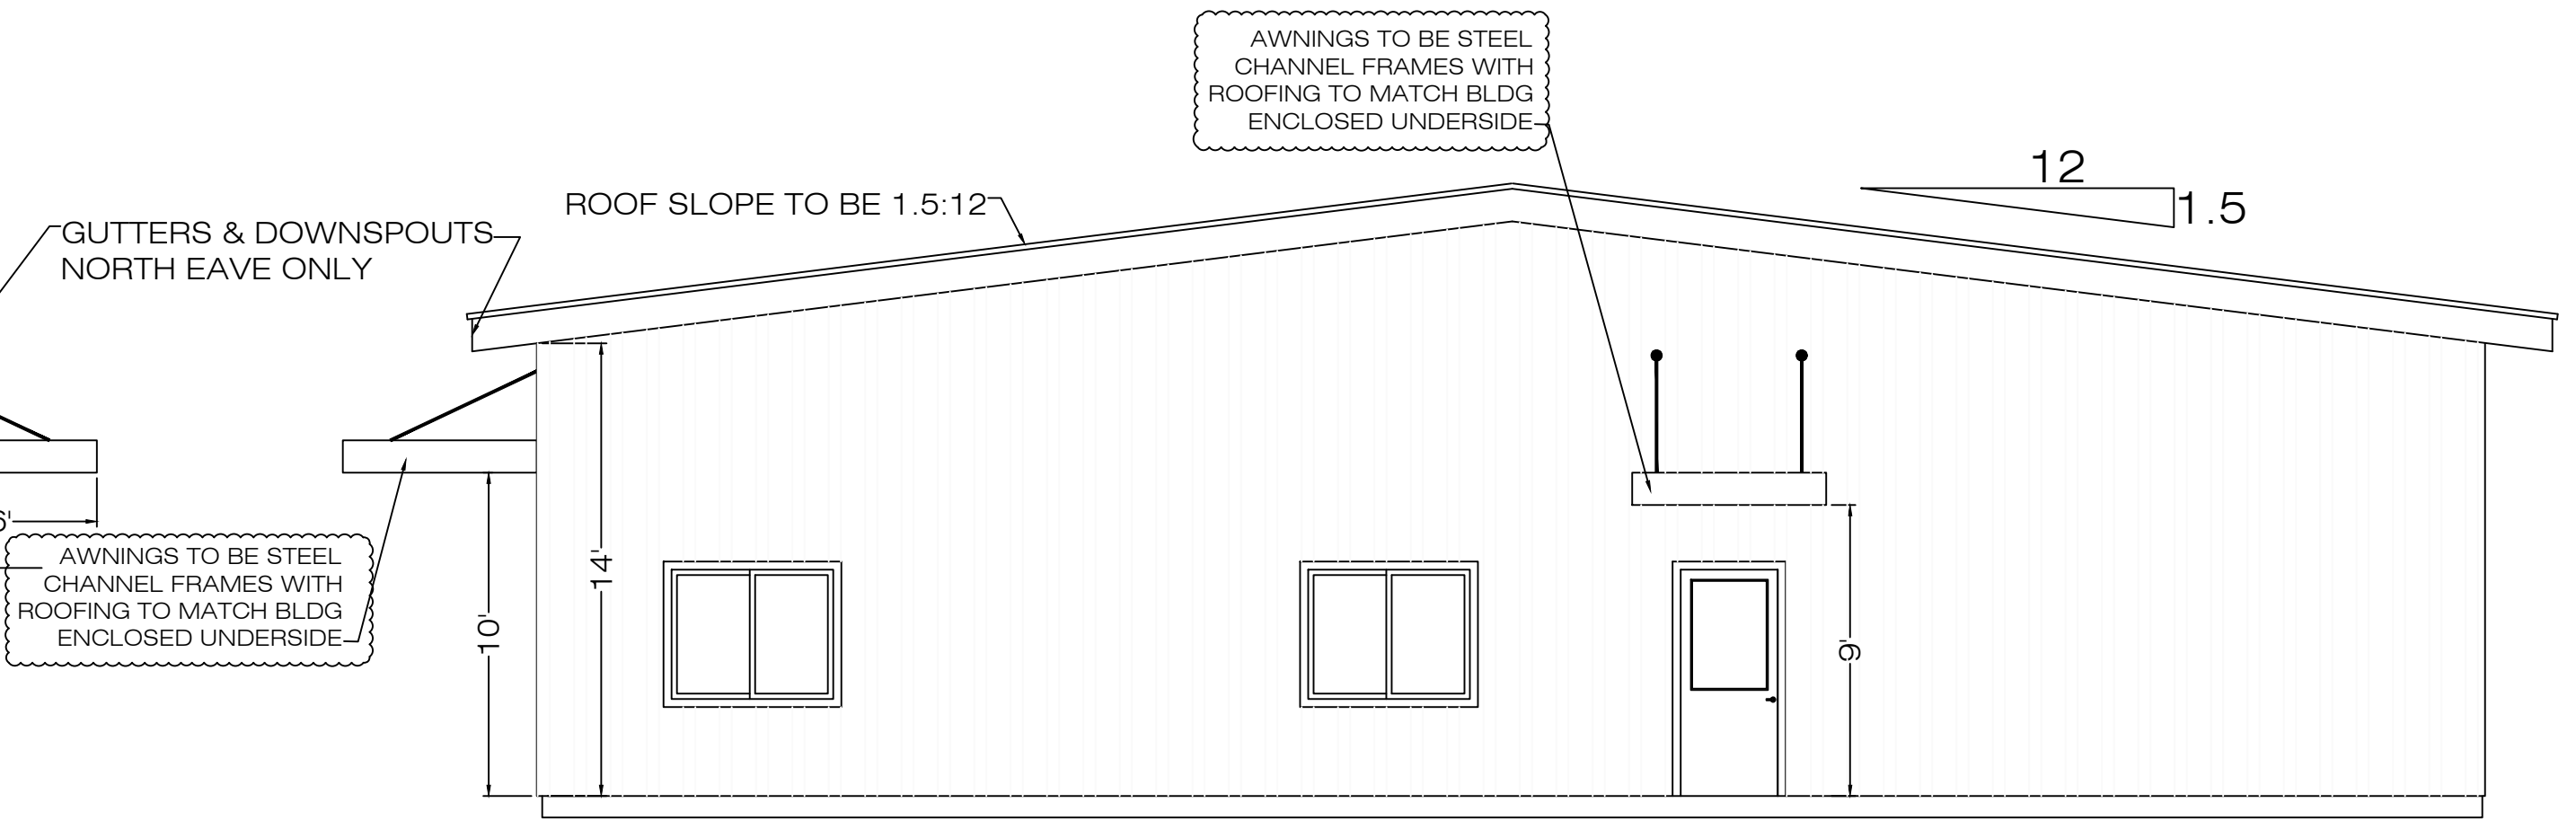 AWNINGS TO BE STEEL
CHANNEL FRAMES WITH
ROOFING TO MATCH BLDG
ENCLOSED UNDERSIDE
12
1.5
ROOF SLOPE TO BE 1.5:12
GUTTERS & DOWNSPOUTS
NORTH EAVE ONLY
AWNINGS TO BE STEEL
CHANNEL FRAMES WITH
ROOFING TO MATCH BLDG
ENCLOSED UNDERSIDE
10'
14'
9'